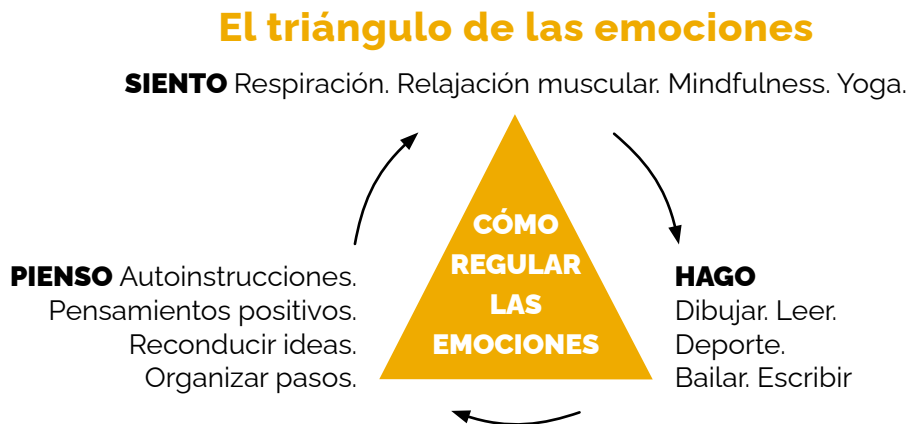 El triángulo de las emociones
SIENTO Respiración. Relajación muscular. Mindfulness. Yoga.
CÓMO
REGULAR
LAS
EMOCIONES
PIENSO Autoinstrucciones.
Pensamientos positivos.
Reconducir ideas.
Organizar pasos.
HAGO
Dibujar. Leer.
Deporte.
Bailar. Escribir